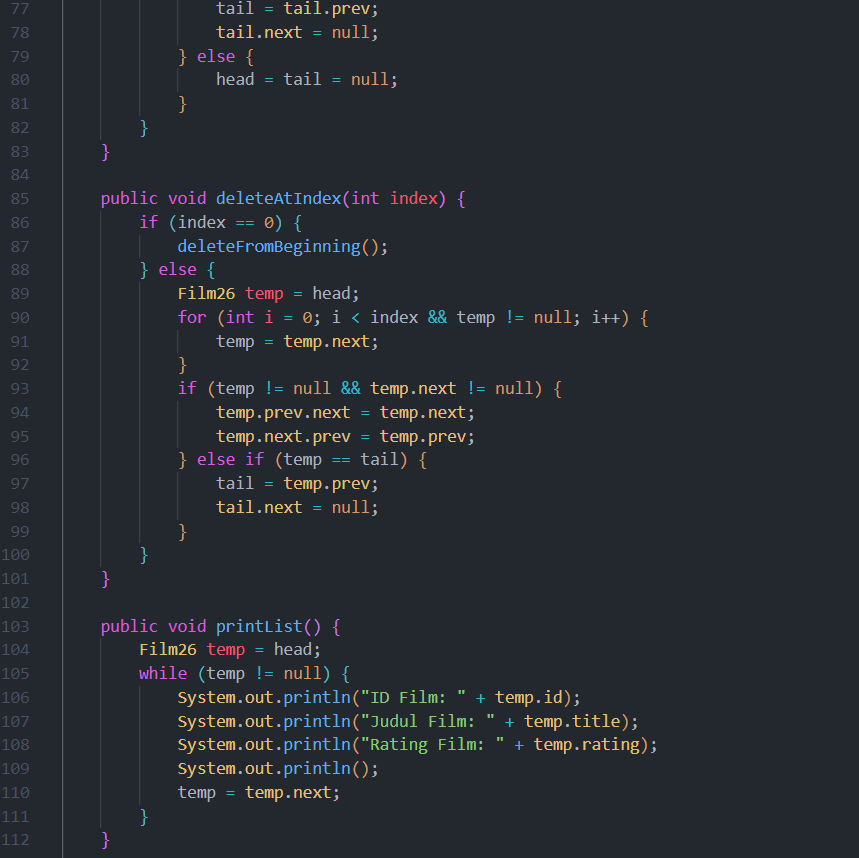 77 tail = tail.prev;
78 tail.next = null;
79 } else {
80 head = tail = null;
81 }
82 }
83 }
84
85 public void deleteAtIndex(int index) {
86 if (index == 0) {
87 deleteFromBeginning();
88 } else {
89 Film26 temp = head;
90 for (int i = 0; i < index && temp != null; i++) {
91 temp = temp.next;
92 }
93 if (temp != null && temp.next != null) {
94 temp.prev.next = temp.next;
95 temp.next.prev = temp.prev;
96 } else if (temp == tail) {
97 tail = temp.prev;
98 tail.next = null;
99 }
100 }
101 }
102
103 public void printList() {
104 Film26 temp = head;
105 while (temp != null) {
106 System.out.println("ID Film: " + temp.id);
107 System.out.println("Judul Film: " + temp.title);
108 System.out.println("Rating Film: " + temp.rating);
109 System.out.println();
110 temp = temp.next;
111 }
112 }